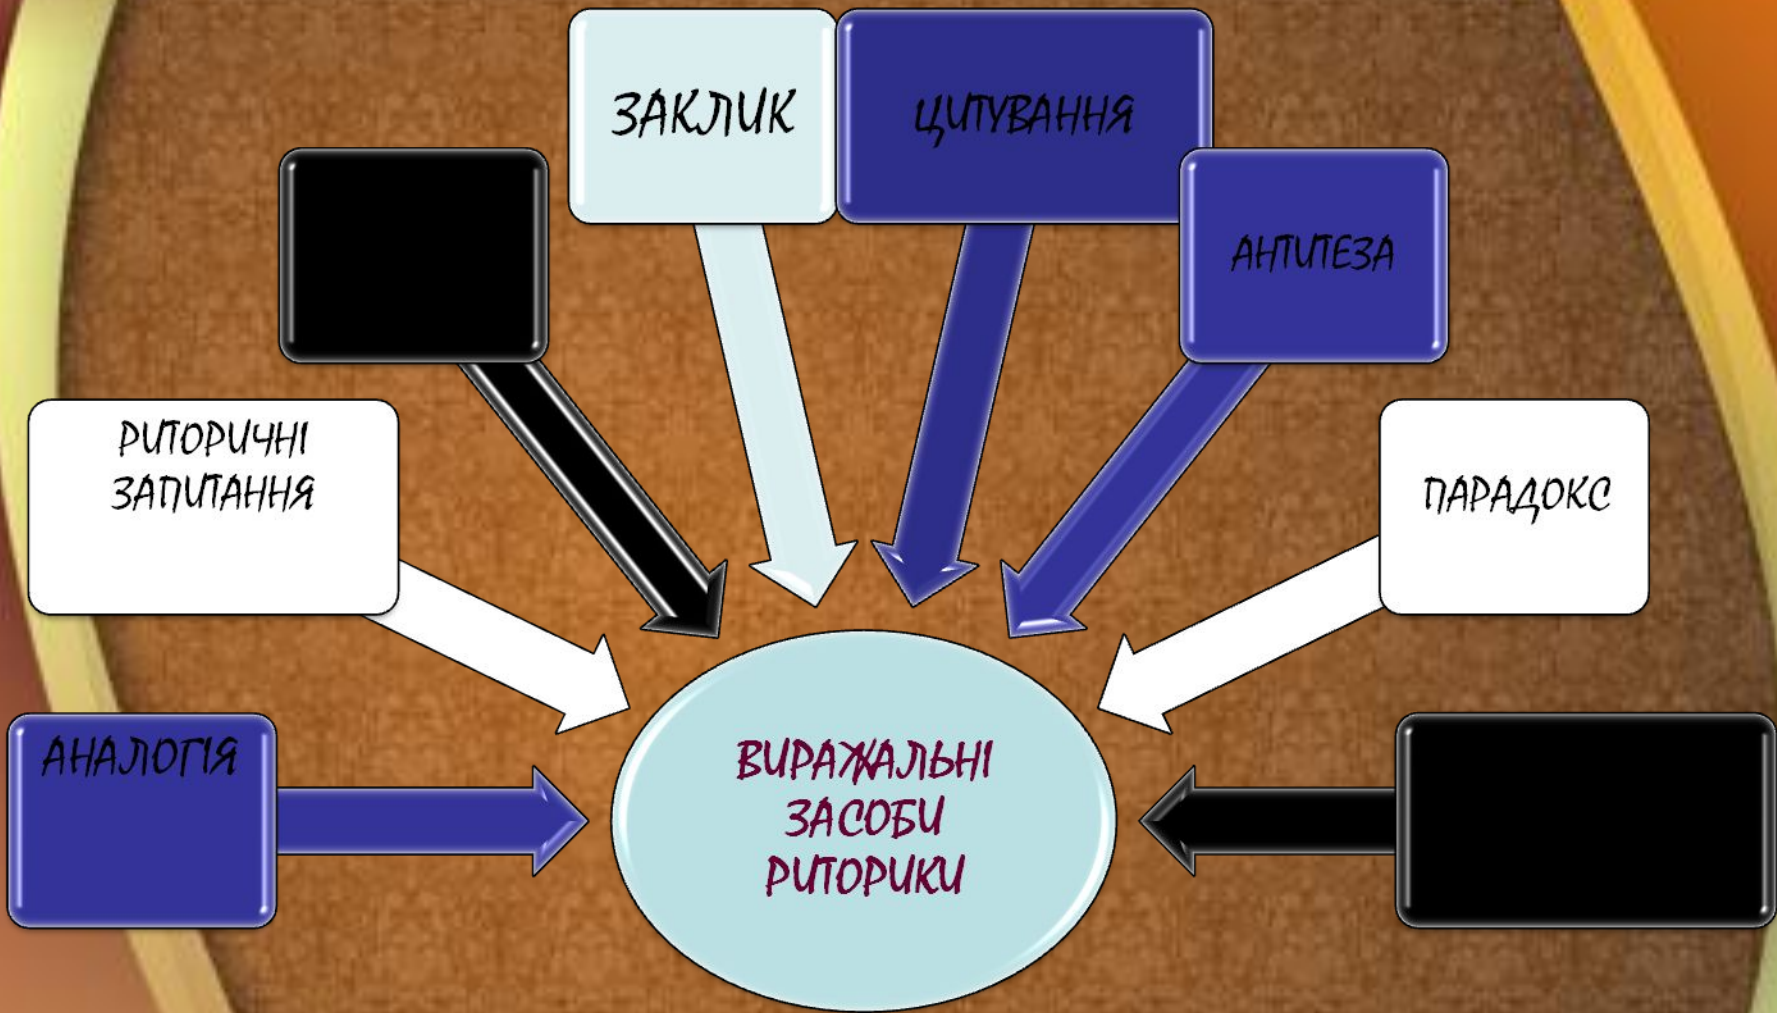 ЗАКЛИК
ЦИТУВАННЯ
АНТИТЕЗА
РИТОРИЧНІ
ЗАПИТАННЯ
ПАРАДОКС
АНАЛОГІЯ
ВИРАЖАЛЬНІ
ЗАСОБИ
РИТОРИКИ